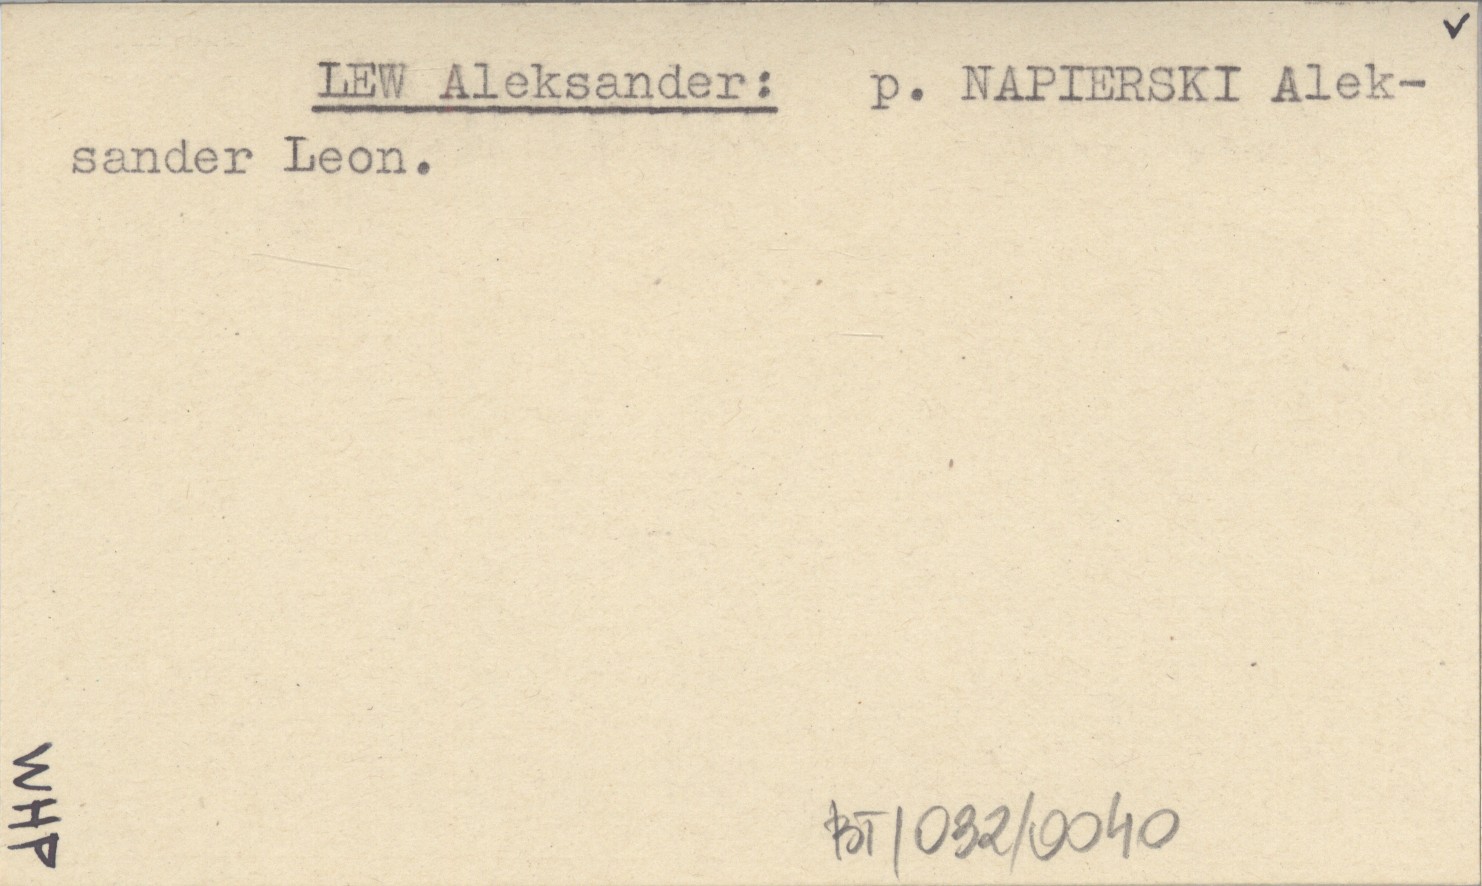 LEW Aleksander: p. NAPIERSKI Alek-
sander Leon.
WHP
BT/032/0040